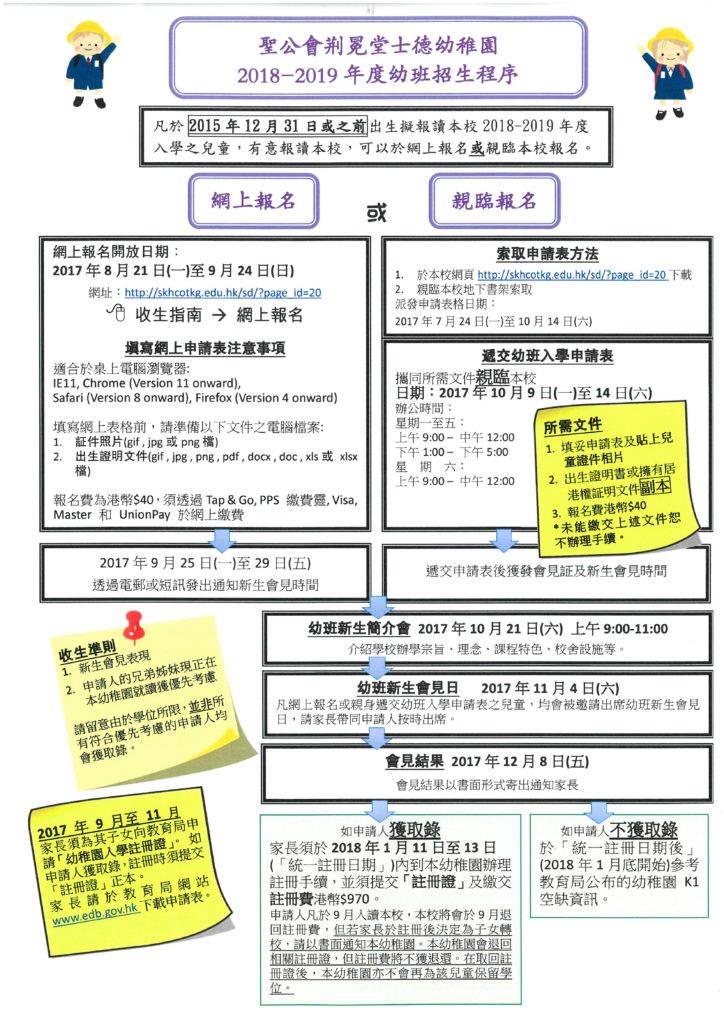 聖公會荆冕堂士德幼稚園
2018-2019 年度幼班招生程序
凡於 2015 年 12 月 31 日或之前出生擬報讀本校 2018-2019 年度
入學之兒童，有意報讀本校，可以於網上報名或親臨本校報名。
網上報名
或
親臨報名
網上報名開放日期：
2017 年 8 月 21 日(一)至 9 月 24 日(日)
網址：http://skhcotkg.edu.hk/sd/?page_id=20
收生指南 → 網上報名
填寫網上申請表注意事項
適合於桌上電腦瀏覽器:
IE11, Chrome (Version 11 onward),
Safari (Version 8 onward), Firefox (Version 4 onward)
填寫網上表格前，請準備以下文件之電腦檔案:
1. 証件照片(gif , jpg 或 png 檔)
2. 出生證明文件(gif , jpg , png , pdf , docx , doc , xls 或 xlsx
檔)
報名費為港幣$40，須透過 Tap & Go, PPS 繳費靈, Visa,
Master 和 UnionPay 於網上繳費
索取申請表方法
1. 於本校網頁 http://skhcotkg.edu.hk/sd/?page_id=20 下載
2. 親臨本校地下書架索取
派發申請表格日期：
2017 年 7 月 24 日(一)至 10 月 14 日(六)
遞交幼班入學申請表
攜同所需文件親臨本校
日期：2017 年 10 月 9 日(一)至 14 日(六)
辦公時間：
星期一至五：
上午 9:00 – 中午 12:00
下午 1:00 – 下午 5:00
星 期 六：
上午 9:00 – 中午 12:00
所需文件
1. 填妥申請表及貼上兒
童證件相片
2. 出生證明書或擁有居
港權証明文件副本
3. 報名費港幣$40
*未能繳交上述文件恕
不辦理手續。
2017 年 9 月 25 日(一)至 29 日(五)
透過電郵或短訊發出通知新生會見時間
遞交申請表後獲發會見証及新生會見時間
幼班新生簡介會 2017 年 10 月 21 日(六) 上午 9:00-11:00
介紹學校辦學宗旨、理念、課程特色、校舍設施等。
幼班新生會見日 2017 年 11 月 4 日(六)
凡網上報名或親身遞交幼班入學申請表之兒童，均會被邀請出席幼班新生會見
日，請家長帶同申請人按時出席。
會見結果 2017 年 12 月 8 日(五)
會見結果以書面形式寄出通知家長
收生準則
1. 新生會見表現
2. 申請人的兄弟姊妹現正在
本幼稚園就讀獲優先考慮
請留意由於學位所限，並非所
有符合優先考慮的申請人均
會獲取錄。
2017 年 9 月至 11 月
家長須為其子女向教育局申
請「幼稚園入學註冊證」。如
申請人獲取錄，註冊時須提交
「註冊證」正本。
家長請於教育局網站
www.edb.gov.hk 下載申請表。
如申請人獲取錄
家長須於 2018 年 1 月 11 日至 13 日
(「統一註冊日期」)內到本幼稚園辦理
註冊手續，並須提交「註冊證」及繳交
註冊費港幣$970。
申請人凡於 9 月入讀本校，本校將會於 9 月退
回註冊費，但若家長於註冊後決定為子女轉
校，請以書面通知本幼稚園。本幼稚園會退回
相關註冊證，但註冊費將不獲退還。在取回註
冊證後，本幼稚園亦不會再為該兒童保留學
位。
如申請人不獲取錄
於「統一註冊日期後」
(2018 年 1 月底開始)參考
教育局公布的幼稚園 K1
空缺資訊。